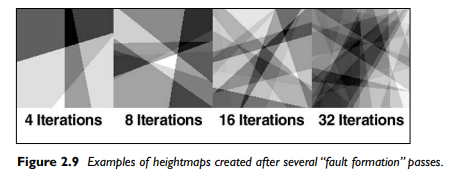 4 Iterations 8 Iterations 16 Iterations 32 Iterations
Figure 2.9 Examples of heightmaps created after several “fault formation” passes.